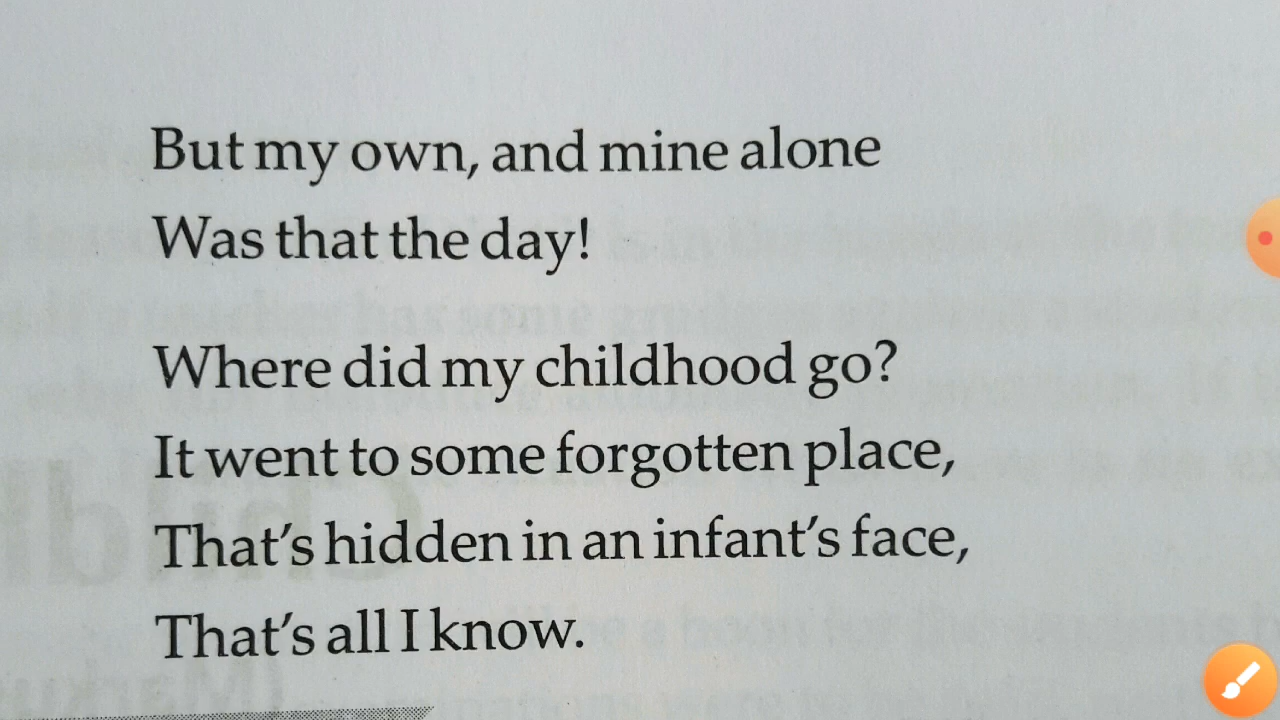 But my own, and mine alone
Was that the day!
Where did my childhood go?
It went to some forgotten place,
That's hidden in an infant's face,
That's all I know.